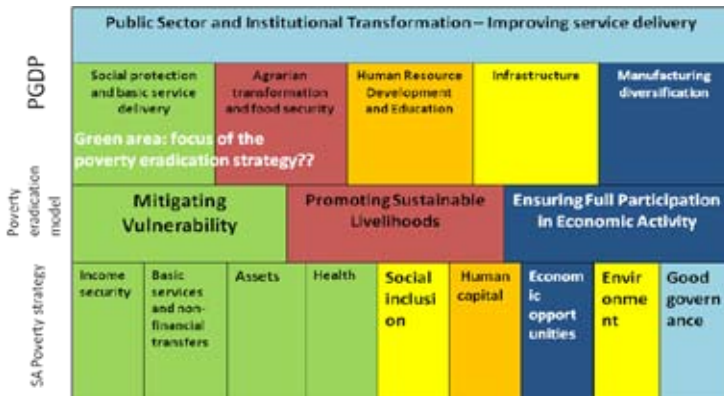 Public Sector and Institutional Transformation – Improving service delivery
PGDP
Social protection
and basic service
delivery
Agrarian
transformation
and food security
Human Resource
Development
and Education
Infrastructure
Manufacturing
diversification
Green area: focus of the
poverty eradication strategy??
Poverty
eradication
model
Mitigating
Vulnerability
Promoting Sustainable
Livelihoods
Ensuring Full Participation
in Economic Activity
SA Poverty strategy
Income
security
Basic
services
and non-
financial
transfers
Assets
Health
Social
inclusi
on
Human
capital
Econom
ic
opport
unities
Envir
onme
nt
Good
govern
ance